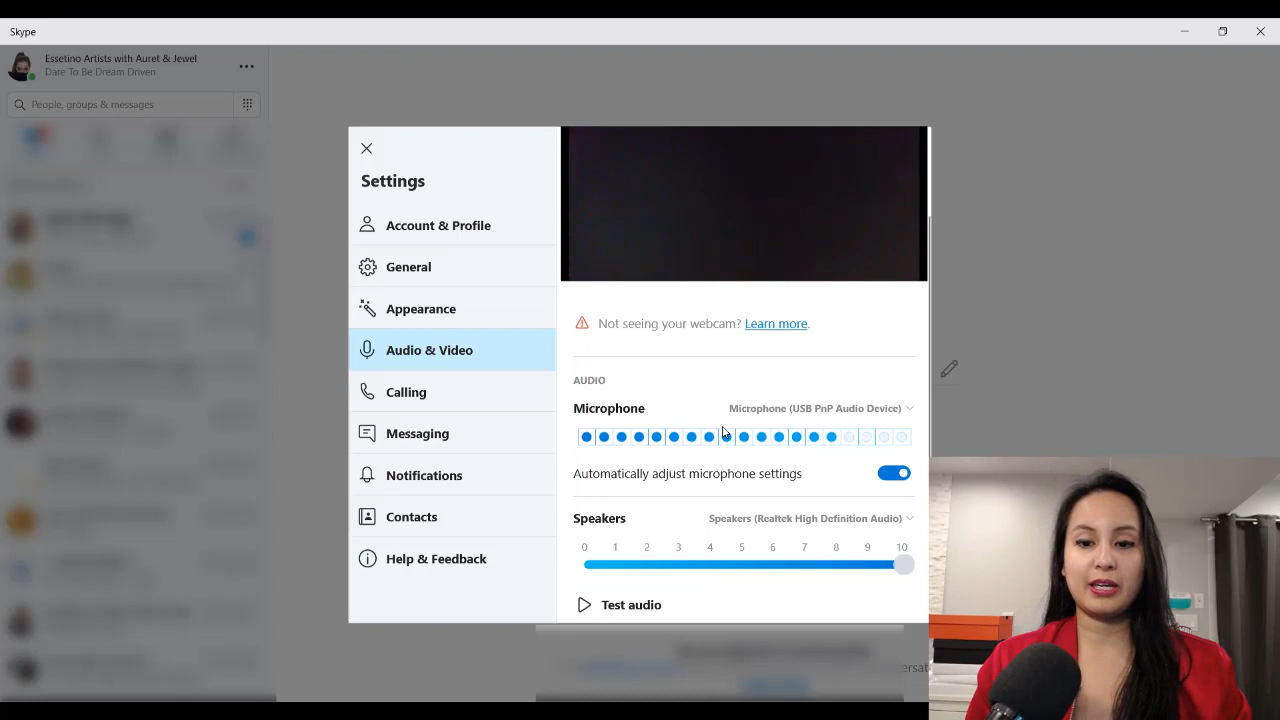 Skype
Essetino Artists with Auret & Jewel
Dare To Be Dream Driven
People, groups & messages
Settings
Account & Profile
General
Appearance
Audio & Video
Calling
Messaging
Notifications
Contacts
Help & Feedback
Not seeing your webcam? Learn more.
AUDIO
Microphone
Microphone (USB PnP Audio Device)
Automatically adjust microphone settings
Speakers
Speakers (Realtek High Definition Audio)
0 1 2 3 4 5 6 7 8 9 10
Test audio